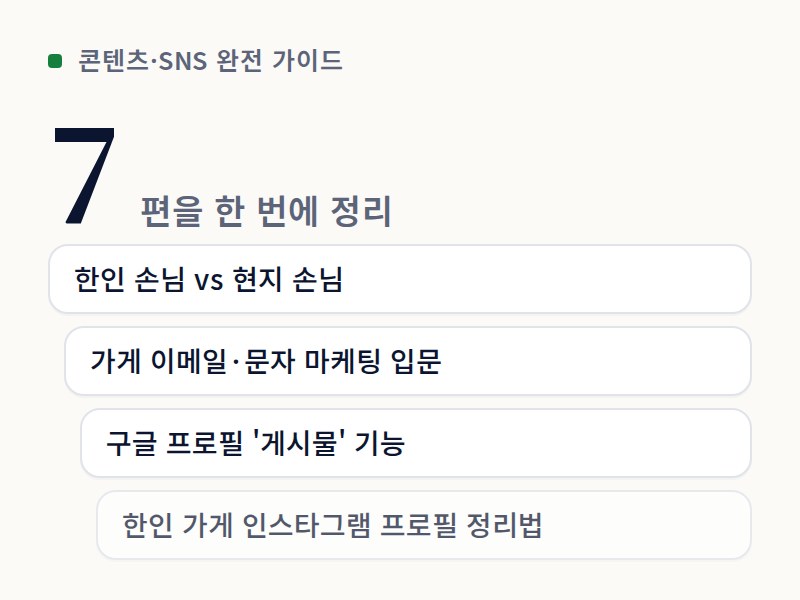 콘텐츠·SNS 완전 가이드
7 편을 한 번에 정리
한인 손님 vs 현지 손님
가게 이메일·문자 마케팅 입문
구글 프로필 '게시물' 기능
한인 가게 인스타그램 프로필 정리법